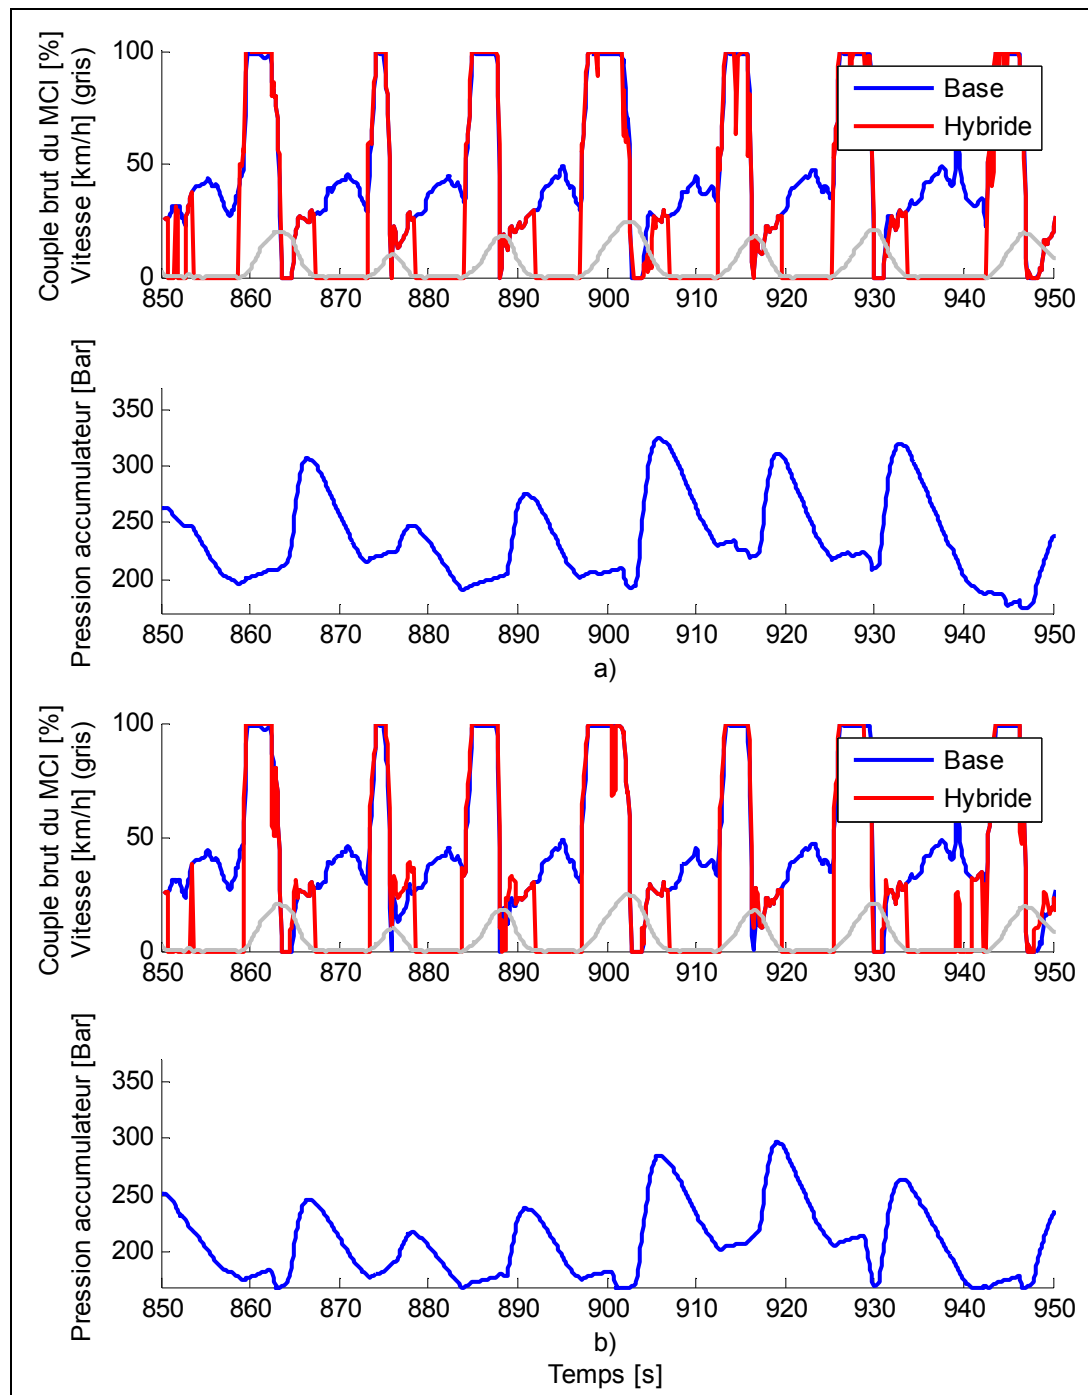 Couple brut du MCI [%]
Vitesse [km/h] (gris)
100
50
0
Base
Hybride
850 860 870 880 890 900 910 920 930 940 950
Pression accumulateur [Bar]
350
300
250
200
850 860 870 880 890 900 910 920 930 940 950
a)
Couple brut du MCI [%]
Vitesse [km/h] (gris)
100
50
0
Base
Hybride
850 860 870 880 890 900 910 920 930 940 950
Pression accumulateur [Bar]
350
300
250
200
850 860 870 880 890 900 910 920 930 940 950
b)
Temps [s]